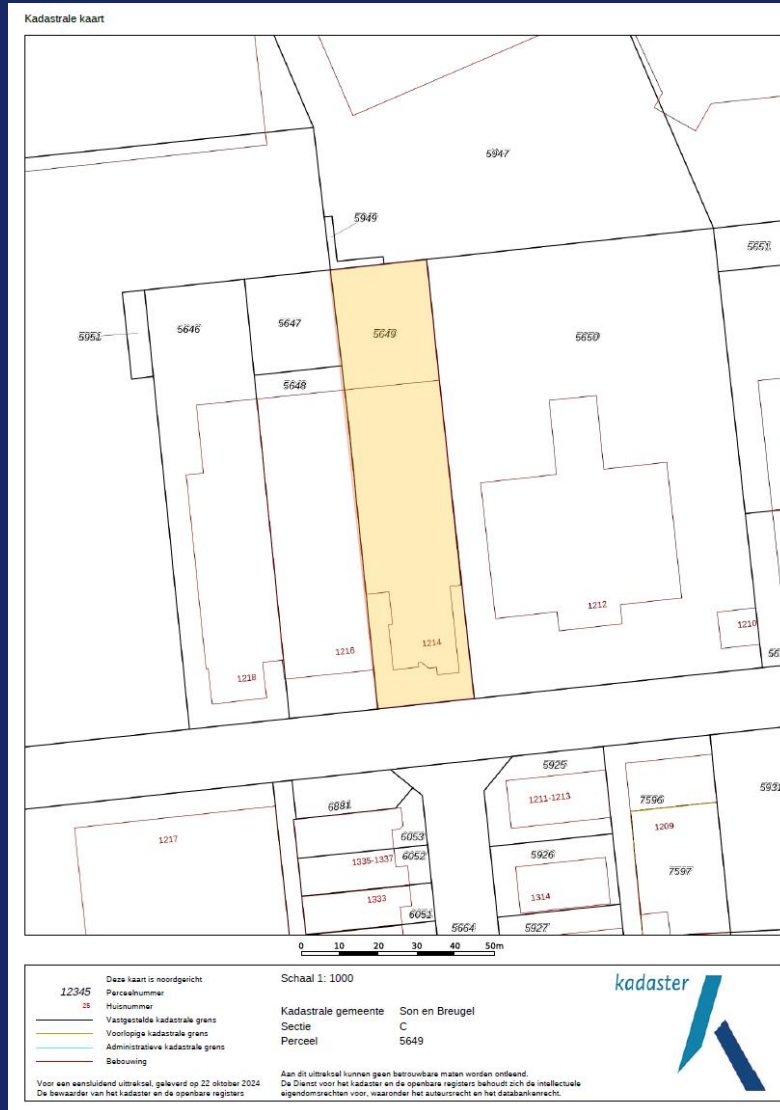 Kadastrale kaart
5947
5949
5651
5951
5646
5647
5649
5650
5648
1212
1210
1214
1216
1218
5925
5931
1211-1213
7596
6881
1217
6053
1209
1335-1337
6052
5926
7597
1333
1314
6051
5664
5927
0 10 20 30 40 50m
Deze kaart is noordgericht
12345 Perceelnummer
25 Huisnummer
Vastgestelde kadastrale grens
Voorlopige kadastrale grens
Administratieve kadastrale grens
Bebouwing
Voor een eensluidend uittreksel, geleverd op 22 oktober 2024
De bewaarder van het kadaster en de openbare registers
Schaal 1: 1000
Kadastrale gemeente Son en Breugel
Sectie C
Perceel 5649
Aan dit uittreksel kunnen geen betrouwbare maten worden ontleend.
De Dienst voor het kadaster en de openbare registers behoudt zich de intellectuele
eigendomsrechten voor, waaronder het auteursrecht en het databankenrecht.
kadaster